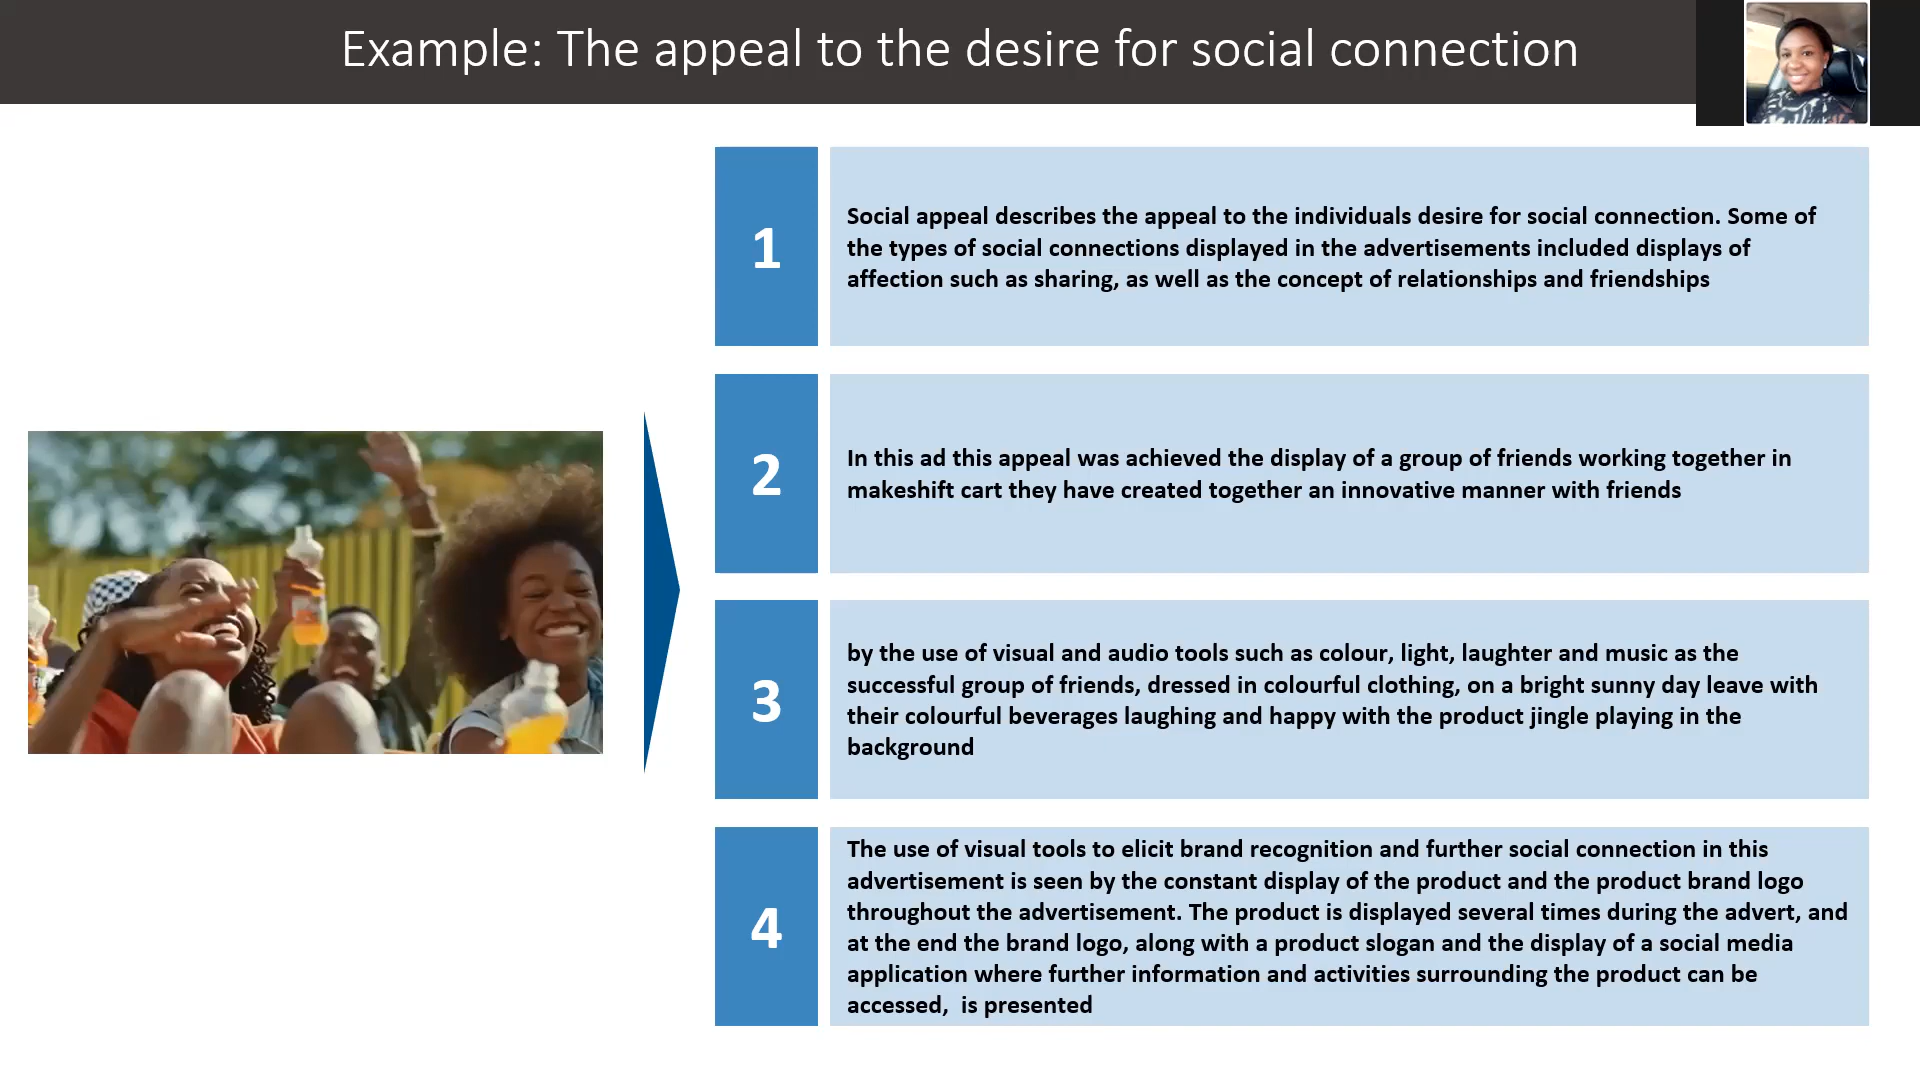 Example: The appeal to the desire for social connection
1
Social appeal describes the appeal to the individuals desire for social connection. Some of
the types of social connections displayed in the advertisements included displays of
affection such as sharing, as well as the concept of relationships and friendships
2
In this ad this appeal was achieved the display of a group of friends working together in
makeshift cart they have created together an innovative manner with friends
3
by the use of visual and audio tools such as colour, light, laughter and music as the
successful group of friends, dressed in colourful clothing, on a bright sunny day leave with
their colourful beverages laughing and happy with the product jingle playing in the
background
4
The use of visual tools to elicit brand recognition and further social connection in this
advertisement is seen by the constant display of the product and the product brand logo
throughout the advertisement. The product is displayed several times during the advert, and
at the end the brand logo, along with a product slogan and the display of a social media
application where further information and activities surrounding the product can be
accessed,  is presented